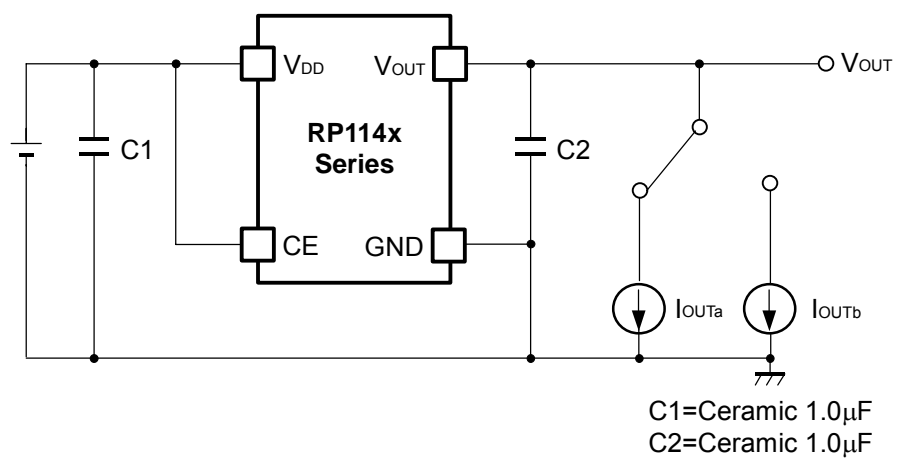 VDD
VOUT
VOUT
RP114x
Series
C1
C2
CE
GND
IOUTa
IOUTb
C1=Ceramic 1.0μF
C2=Ceramic 1.0μF